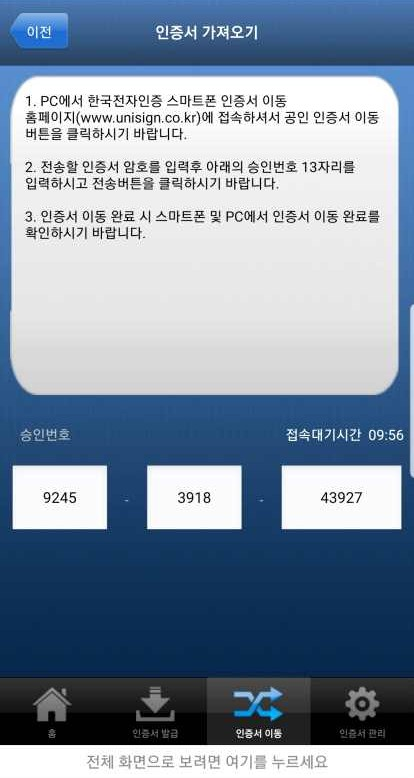 이전
인증서 가져오기
1. PC에서 한국전자인증 스마트폰 인증서 이동
홈페이지(www.unisign.co.kr)에 접속하셔서 공인 인증서 이동
버튼을 클릭하시기 바랍니다.
2. 전송할 인증서 암호를 입력후 아래의 승인번호 13자리를
입력하시고 전송버튼을 클릭하시기 바랍니다.
3. 인증서 이동 완료 시 스마트폰 및 PC에서 인증서 이동 완료를
확인하시기 바랍니다.
승인번호 접속대기시간 09:56
9245 - 3918 - 43927
홈 인증서 발급 인증서 이동 인증서 관리
전체 화면으로 보려면 여기를 누르세요